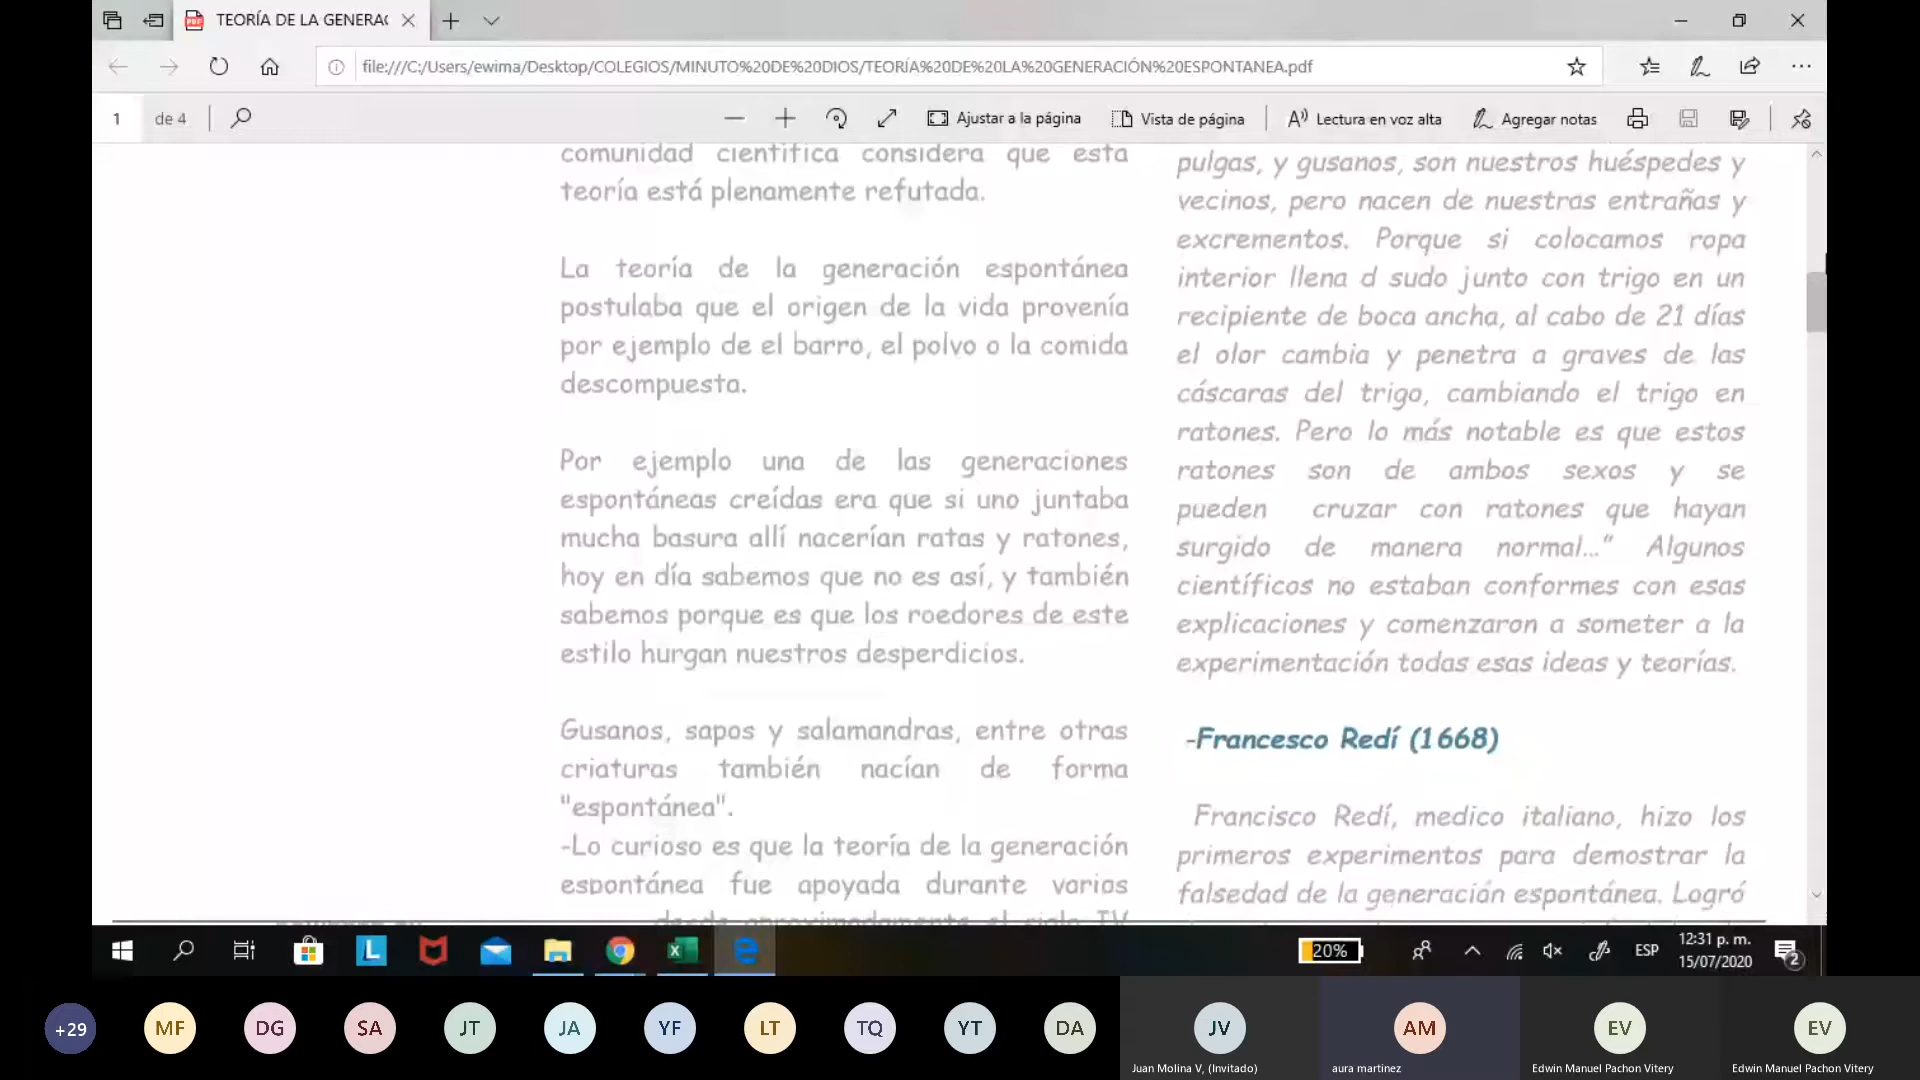 TEORÍA DE LA GENERAC
file:///C:/Users/ewima/Desktop/COLEGIOS/MINUTO%20DE%20DIOS/TEORÍA%20DE%20LA%20GENERACIÓN%20ESPONTANEA.pdf
1 de 4
Ajustar a la página
Vista de página
Lectura en voz alta
Agregar notas
comunidad científica considera que esta
teoría está plenamente refutada.
La teoría de la generación espontánea
postulaba que el origen de la vida provenía
por ejemplo de el barro, el polvo o la comida
descompuesta.
Por ejemplo una de las generaciones
espontáneas creídas era que si uno juntaba
mucha basura allí nacerían ratas y ratones,
hoy en día sabemos que no es así, y también
sabemos porque es que los roedores de este
estilo hurgan nuestros desperdicios.
Gusanos, sapos y salamandras, entre otras
criaturas también nacían de forma
"espontánea".
-Lo curioso es que la teoría de la generación
espontánea fue apoyada durante varios
desde aproximadamente el siglo IV
pulgas, y gusanos, son nuestros huéspedes y
vecinos, pero nacen de nuestras entrañas y
excrementos. Porque si colocamos ropa
interior llena d sudo junto con trigo en un
recipiente de boca ancha, al cabo de 21 días
el olor cambia y penetra a graves de las
cáscaras del trigo, cambiando el trigo en
ratones. Pero lo más notable es que estos
ratones son de ambos sexos y se
pueden cruzar con ratones que hayan
surgido de manera normal..." Algunos
científicos no estaban conformes con esas
explicaciones y comenzaron a someter a la
experimentación todas esas ideas y teorías.
-Francesco Redí (1668)
Francisco Redí, medico italiano, hizo los
primeros experimentos para demostrar la
falsedad de la generación espontánea. Logró
20%
ESP
12:31 p. m.
15/07/2020
2
+29
MF
DG
SA
JT
JA
YF
LT
TQ
YT
DA
JV
AM
EV
EV
Juan Molina V, (Invitado)
aura martinez
Edwin Manuel Pachon Vitery
Edwin Manuel Pachon Vitery